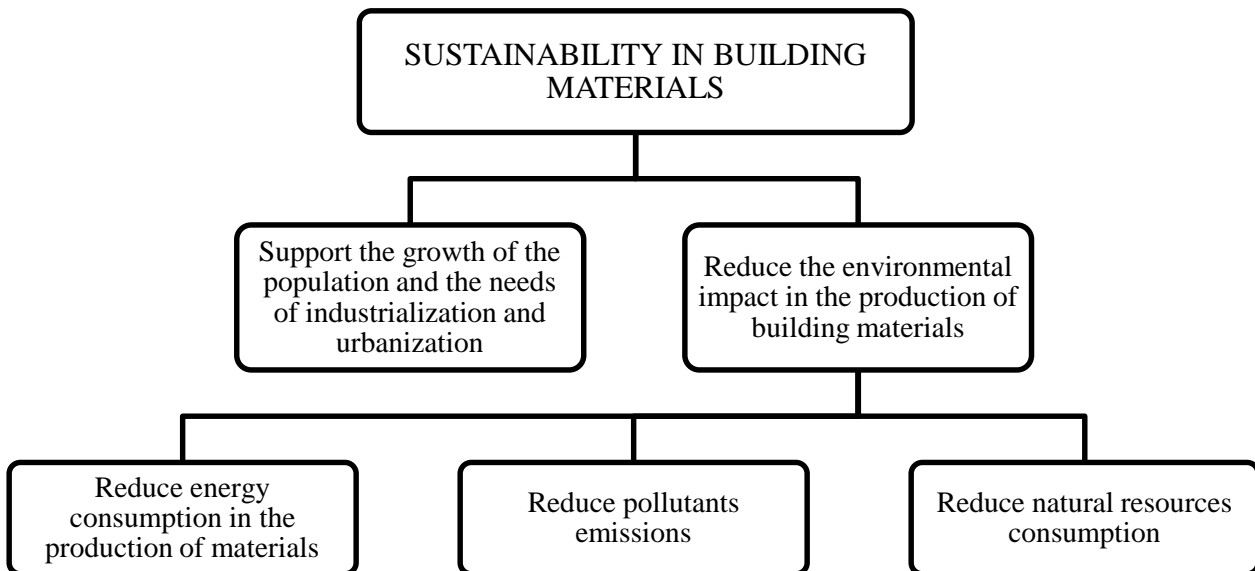 SUSTAINABILITY IN BUILDING
MATERIALS
Support the growth of the
population and the needs
of industrialization and
urbanization
Reduce the environmental
impact in the production of
building materials
Reduce energy
consumption in the
production of materials
Reduce pollutants
emissions
Reduce natural resources
consumption